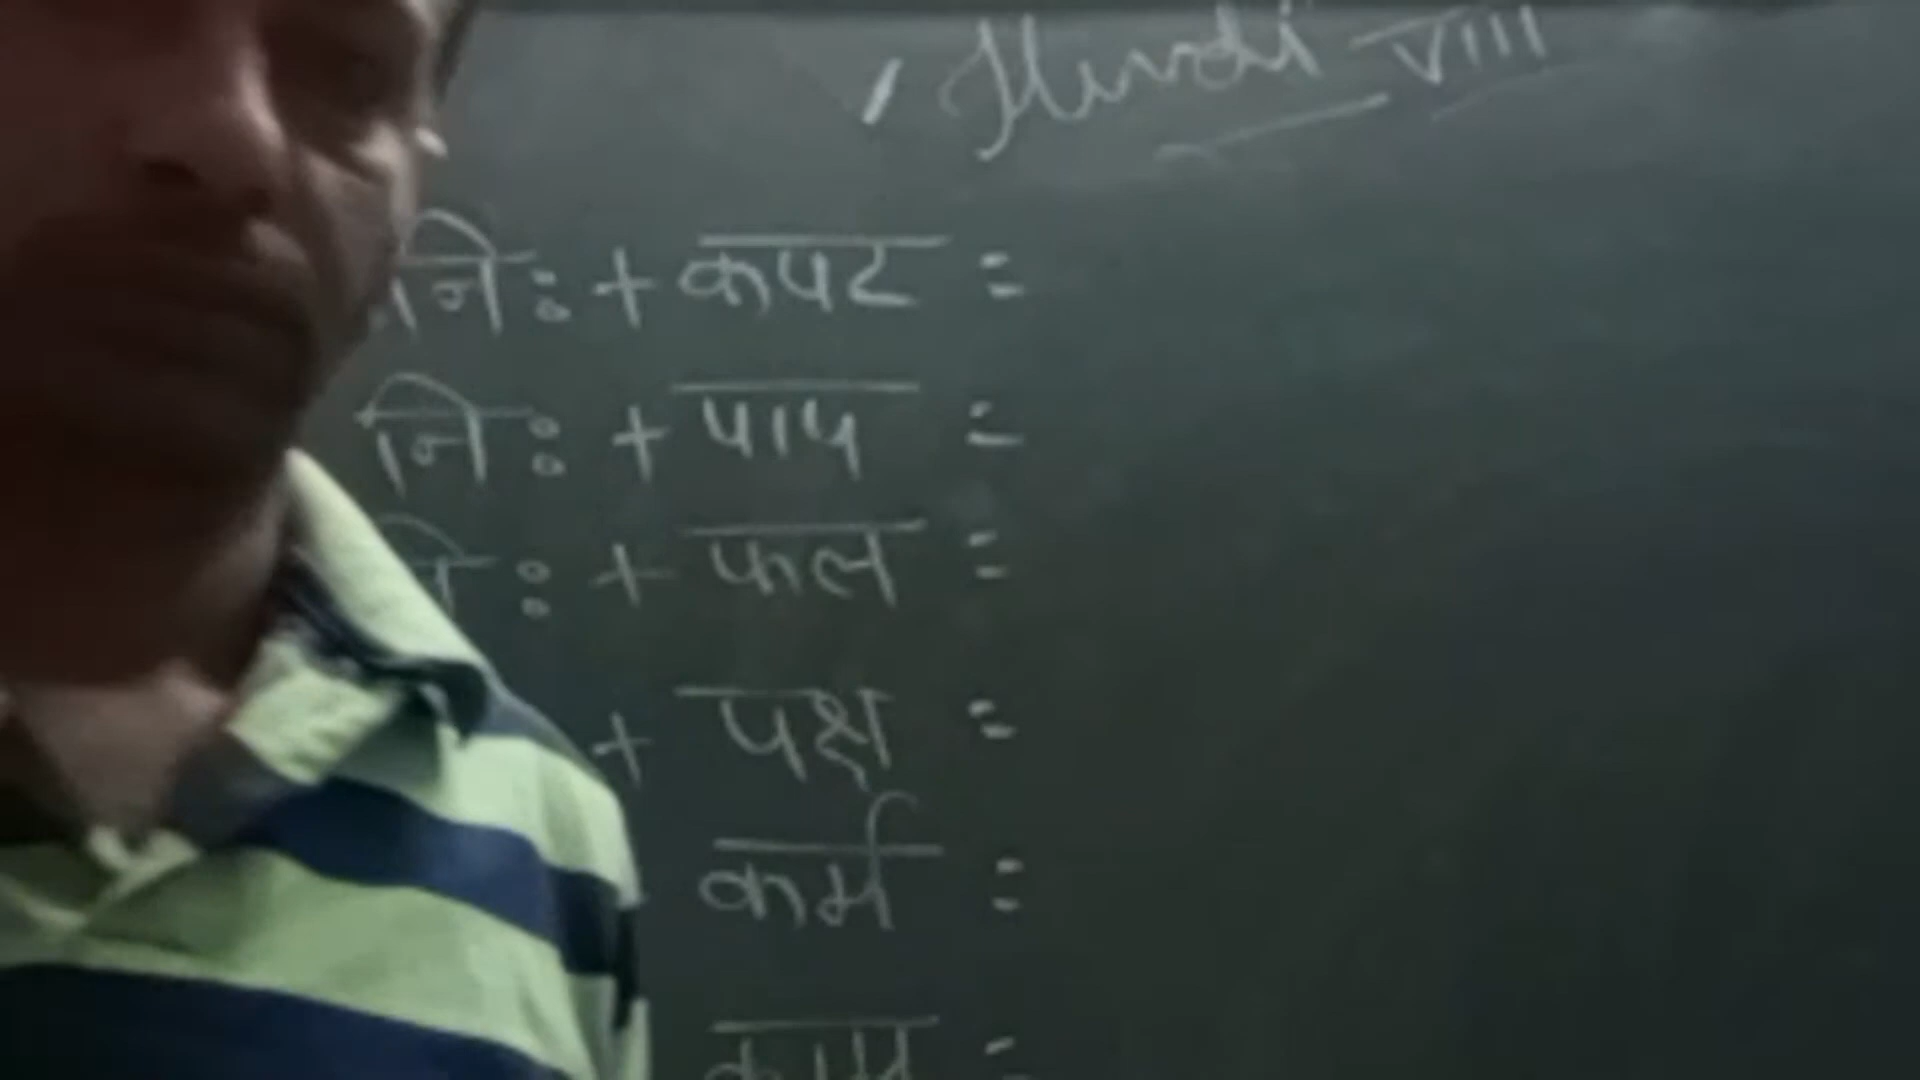 Hindi - VIII
निः + कपट =
निः + पाप =
निः + फल =
+ पक्ष =
कर्म =
=